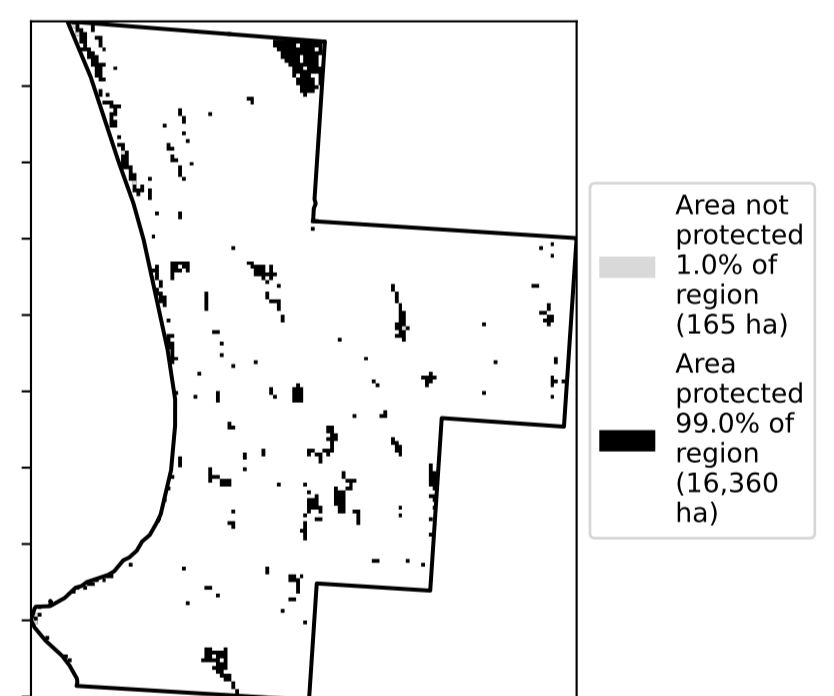 Area not
protected
1.0% of
region
(165 ha)
Area
protected
99.0% of
region
(16,360
ha)